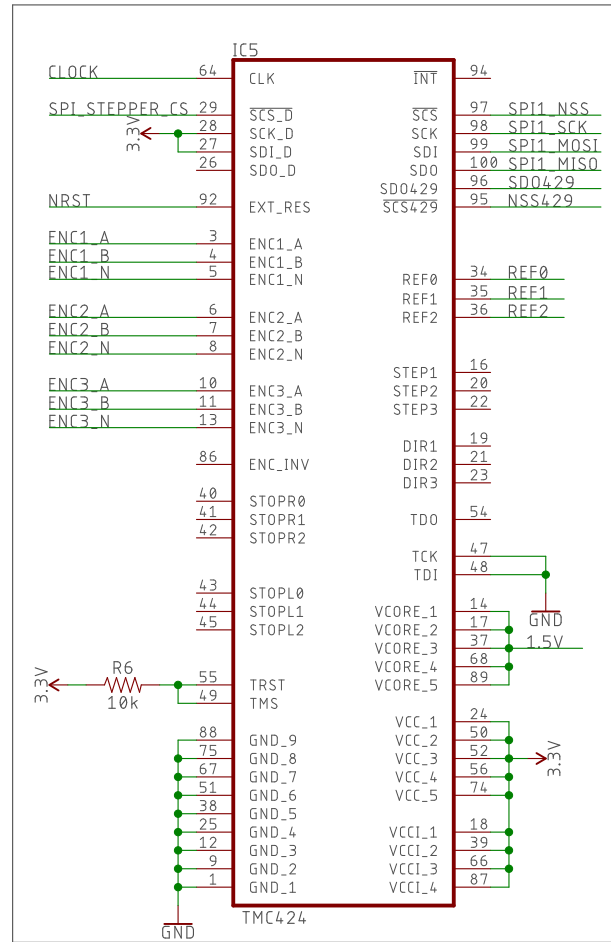 IC5
CLOCK 64 CLK INT 94
SPI_STEPPER_CS 29 SCS_D SCS 97 SPI1_NSS
3.3V 28 SCK_D SCK 98 SPI1_SCK
27 SDI_D SDI 99 SPI1_MOSI
26 SDO_D SDO 100 SPI1_MISO
SDO429 96 SDO429
NRST 92 EXT_RES SCS429 95 NSS429
ENC1_A 3 ENC1_A
ENC1_B 4 ENC1_B
ENC1_N 5 ENC1_N REF0 34 REF0
REF1 35 REF1
ENC2_A 6 ENC2_A REF2 36 REF2
ENC2_B 7 ENC2_B
ENC2_N 8 ENC2_N
STEP1 16
ENC3_A 10 ENC3_A STEP2 20
ENC3_B 11 ENC3_B STEP3 22
ENC3_N 13 ENC3_N
DIR1 19
86 ENC_INV DIR2 21
DIR3 23
40 STOPR0
41 STOPR1 TDO 54
42 STOPR2
TCK 47
TDI 48
43 STOPL0
44 STOPL1 VCORE_1 14 GND
45 STOPL2 VCORE_2 17
VCORE_3 37 1.5V
VCORE_4 68
3.3V R6 10k 55 TRST VCORE_5 89
49 TMS
VCC_1 24
88 GND_9 VCC_2 50
75 GND_8 VCC_3 52 3.3V
67 GND_7 VCC_4 56
51 GND_6 VCC_5 74
38 GND_5
25 GND_4 VCCI_1 18
12 GND_3 VCCI_2 39
9 GND_2 VCCI_3 66
1 GND_1 VCCI_4 87
GND TMC424